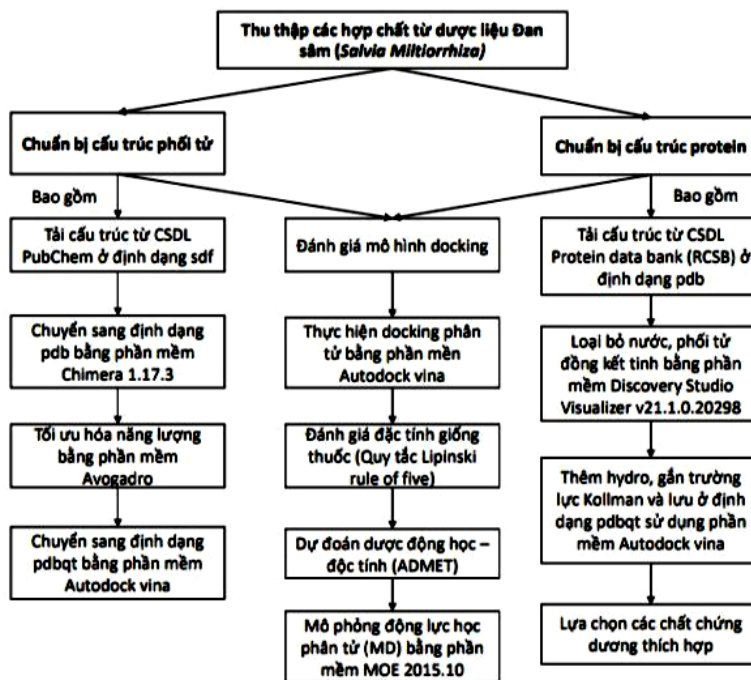 Thu thập các hợp chất từ dược liệu Đan
sâm (Salvia Miltiorrhiza)
Chuẩn bị cấu trúc phối tử
Chuẩn bị cấu trúc protein
Bao gồm
Bao gồm
Tải cấu trúc từ CSDL
PubChem ở định dạng sdf
Chuyển sang định dạng
pdb bằng phần mềm
Chimera 1.17.3
Tối ưu hóa năng lượng
bằng phần mềm
Avogadro
Chuyển sang định dạng
pdbqt bằng phần mềm
Autodock vina
Đánh giá mô hình docking
Thực hiện docking phân
tử bằng phần mền
Autodock vina
Đánh giá đặc tính giống
thuốc (Quy tắc Lipinski
rule of five)
Dự đoán dược động học –
độc tính (ADMET)
Mô phỏng động lực học
phân tử (MD) bằng phần
mềm MOE 2015.10
Tải cấu trúc từ CSDL
Protein data bank (RCSB) ở
định dạng pdb
Loại bỏ nước, phối tử
đồng kết tinh bằng phần
mềm Discovery Studio
Visualizer v21.1.0.20298
Thêm hydro, gắn trường
lực Kollman và lưu ở định
dạng pdbqt sử dụng phần
mềm Autodock vina
Lựa chọn các chất chứng
dương thích hợp